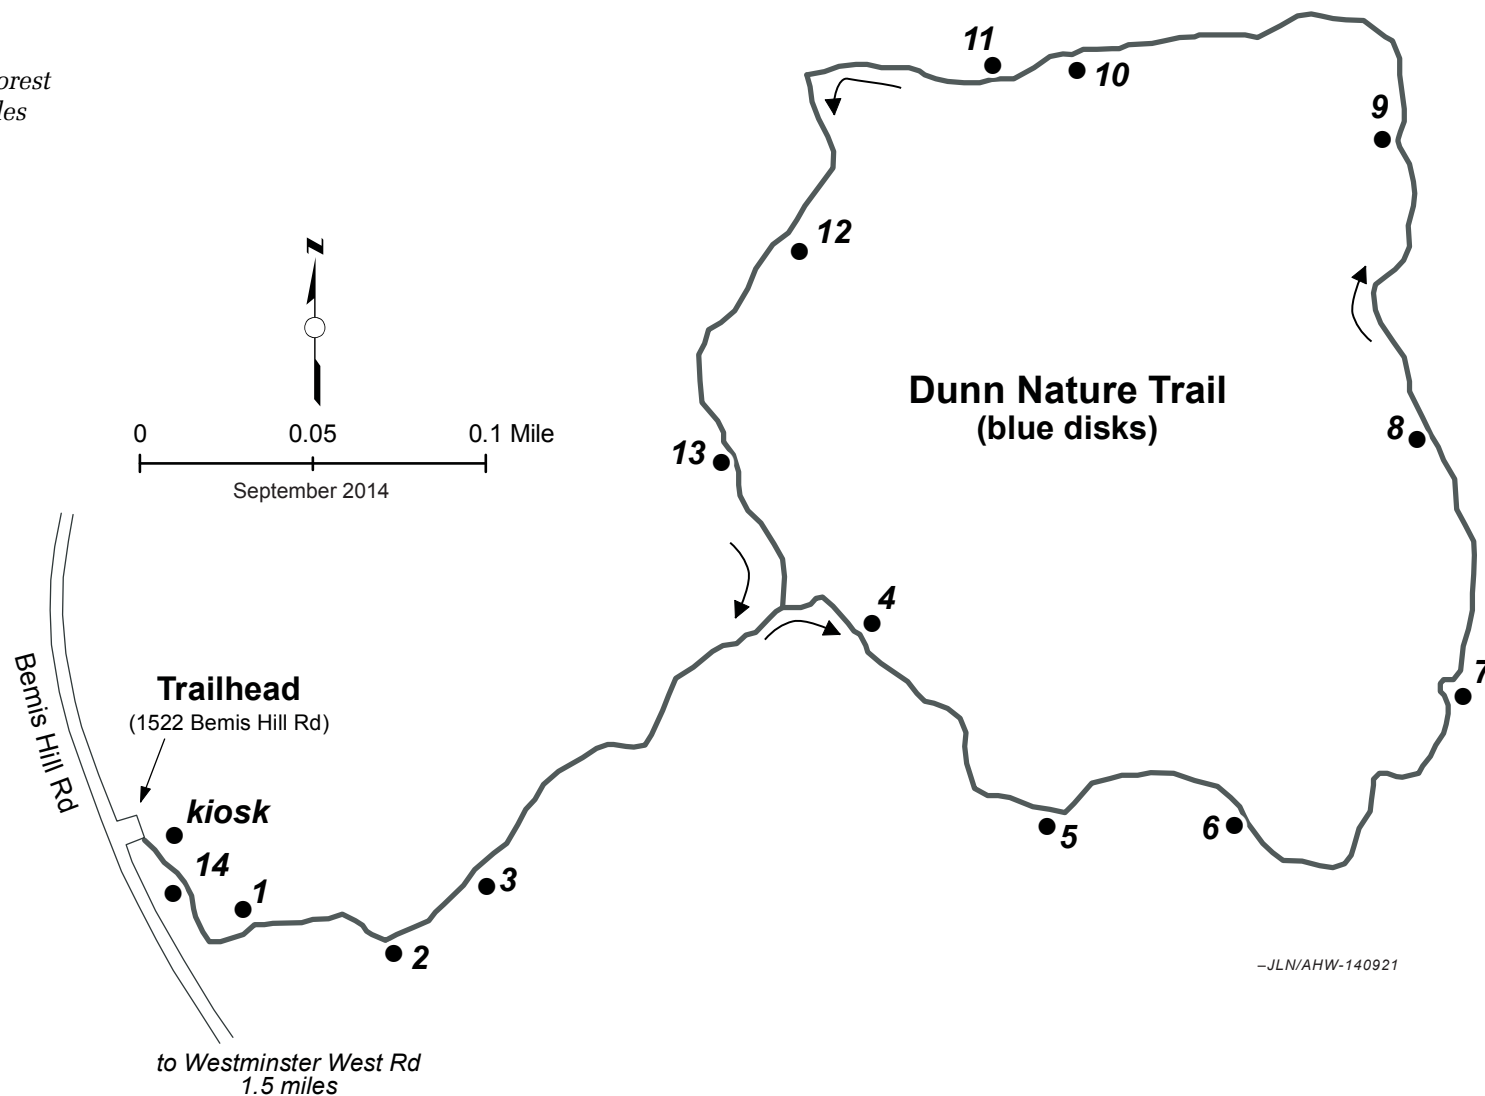 orest
les
11
10
9
12
N
Dunn Nature Trail
(blue disks)
0 0.05 0.1 Mile
September 2014
8
13
4
7
Bemis Hill Rd
Trailhead
(1522 Bemis Hill Rd)
kiosk
14
1
3
5
6
2
–JLN/AHW-140921
to Westminster West Rd
1.5 miles